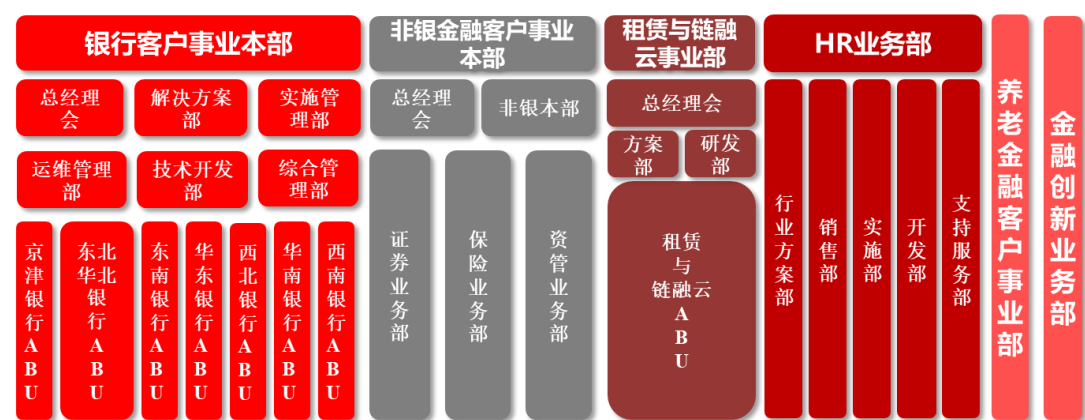 银行客户事业本部
非银金融客户事业
本部
租赁与链融
云事业部
HR业务部
养老金融客户事业部
金融创新业务部
总经理
会
解决方案
部
实施管
理部
运维管理
部
技术开发
部
综合管
理部
京津银行ABU
东北
华北
银
行
A
B
U
东南银行ABU
华东银行ABU
西北银行ABU
华南银行ABU
西南银行ABU
总经理
会
非银本部
证券业务部
保险业务部
资管业务部
总经理会
方案
部
研发
部
租赁
与
链融云
A
B
U
行业方案部
销售部
实施部
开发部
支持服务部